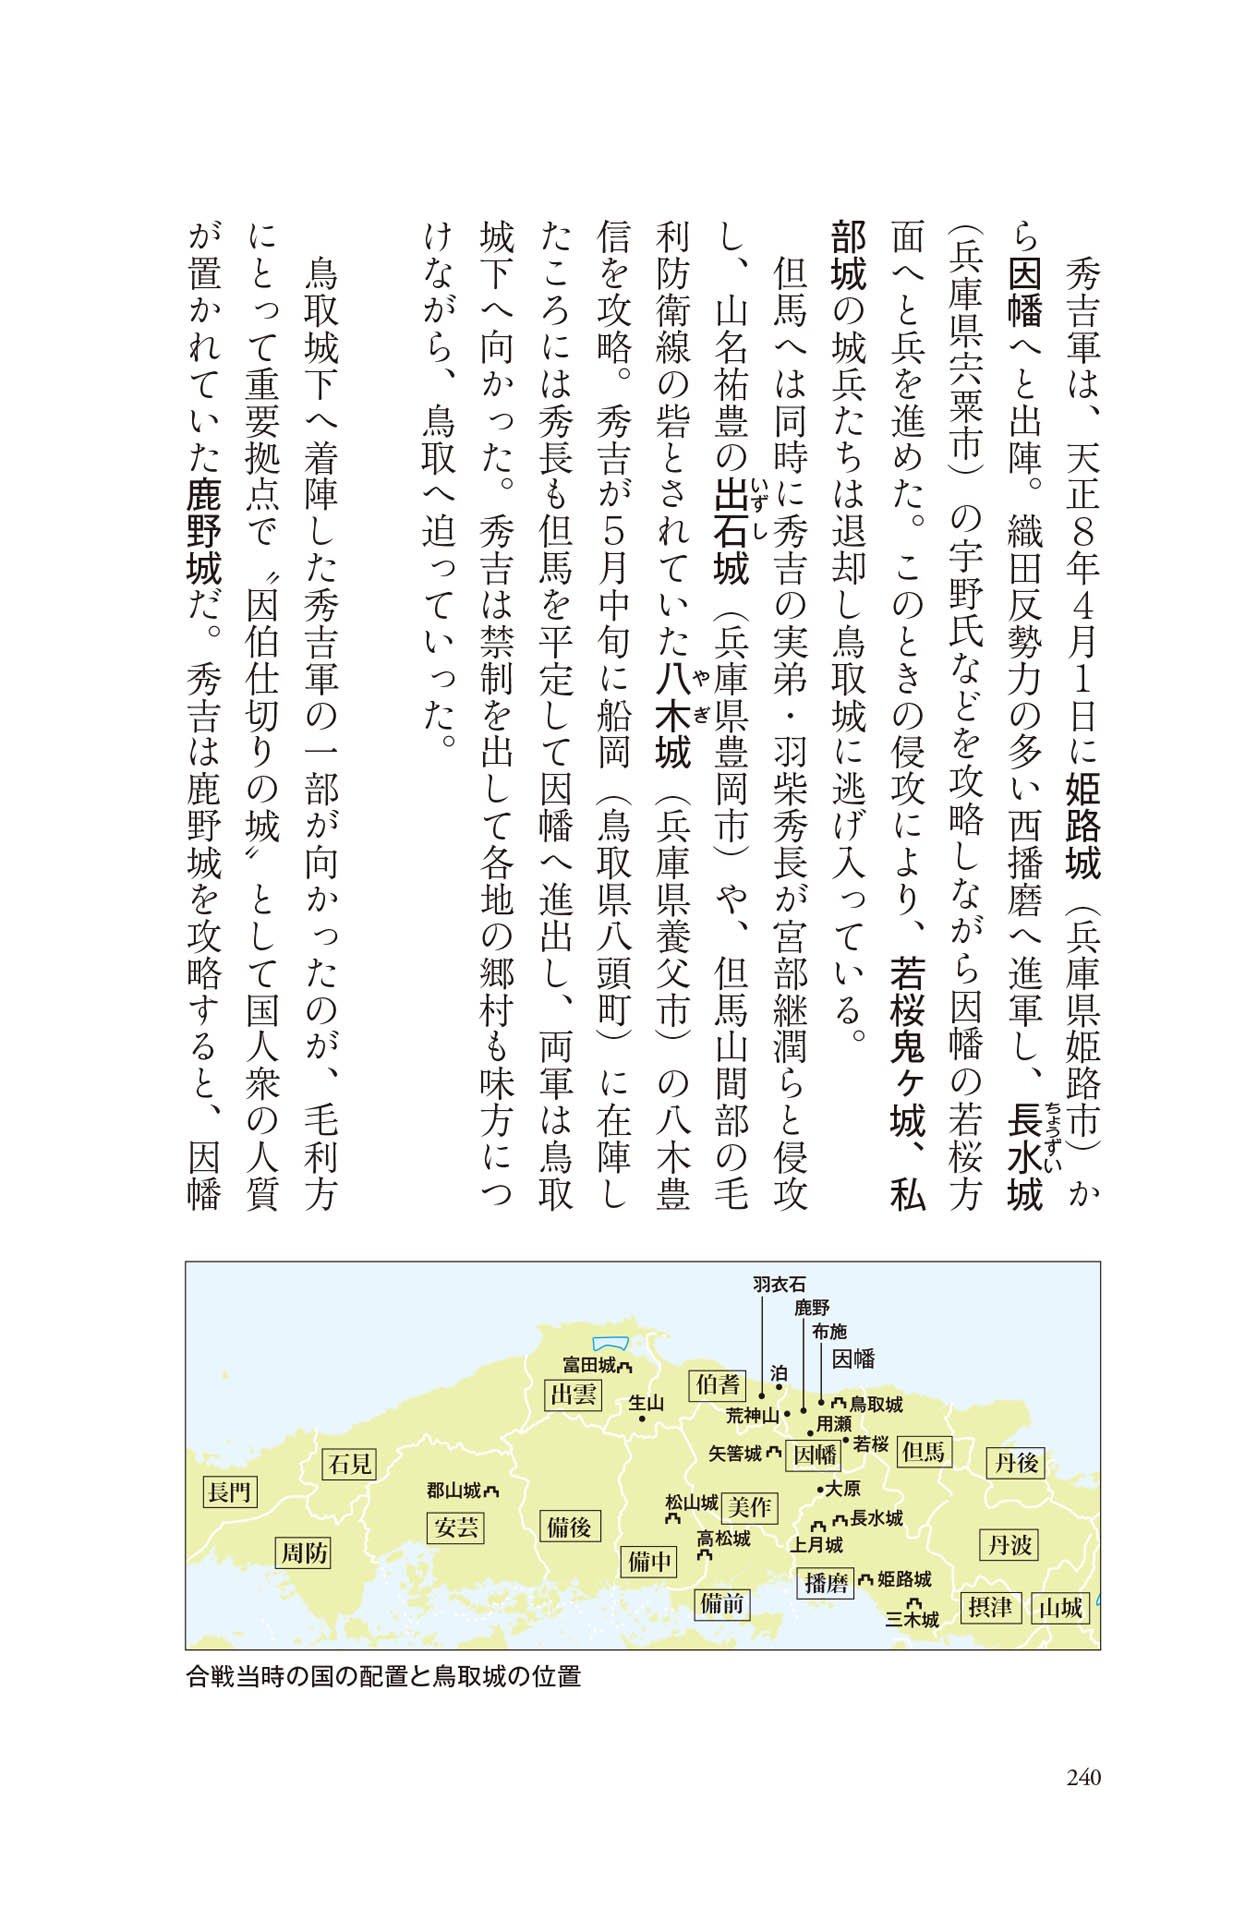 秀吉軍は、天正8年4月1日に姫路城（兵庫県姫路市）か
ら因幡へと出陣。織田反勢力の多い西播磨へ進軍し、長水城
ちょうずい
（兵庫県宍粟市）の宇野氏などを攻略しながら因幡の若桜方
面へと兵を進めた。このときの侵攻により、若桜鬼ケ城、私
部城の城兵たちは退却し鳥取城に逃げ入っている。
但馬へは同時に秀吉の実弟・羽柴秀長が宮部継潤らと侵攻
し、山名祐豊の出石城（兵庫県豊岡市）や、但馬山間部の毛
いずし
利防衛線の砦とされていた八木城（兵庫県養父市）の八木豊
やぎ
信を攻略。秀吉が5月中旬に船岡（鳥取県八頭町）に在陣し
たころには秀長も但馬を平定して因幡へ進出し、両軍は鳥取
城下へ向かった。秀吉は禁制を出して各地の郷村も味方につ
けながら、鳥取へ迫っていった。
鳥取城下へ着陣した秀吉軍の一部が向かったのが、毛利方
にとって重要拠点で〝因伯仕切りの城〟として国人衆の人質
が置かれていた鹿野城だ。秀吉は鹿野城を攻略すると、因幡
羽衣石
鹿野
布施
因幡
泊
富田城
出雲
伯耆
生山
荒神山
鳥取城
用瀬
若桜
矢筈城
因幡
但馬
丹後
石見
長門
郡山城
大原
松山城
美作
長水城
安芸
備後
高松城
上月城
周防
備中
丹波
播磨
姫路城
備前
三木城
摂津
山城
合戦当時の国の配置と鳥取城の位置
240